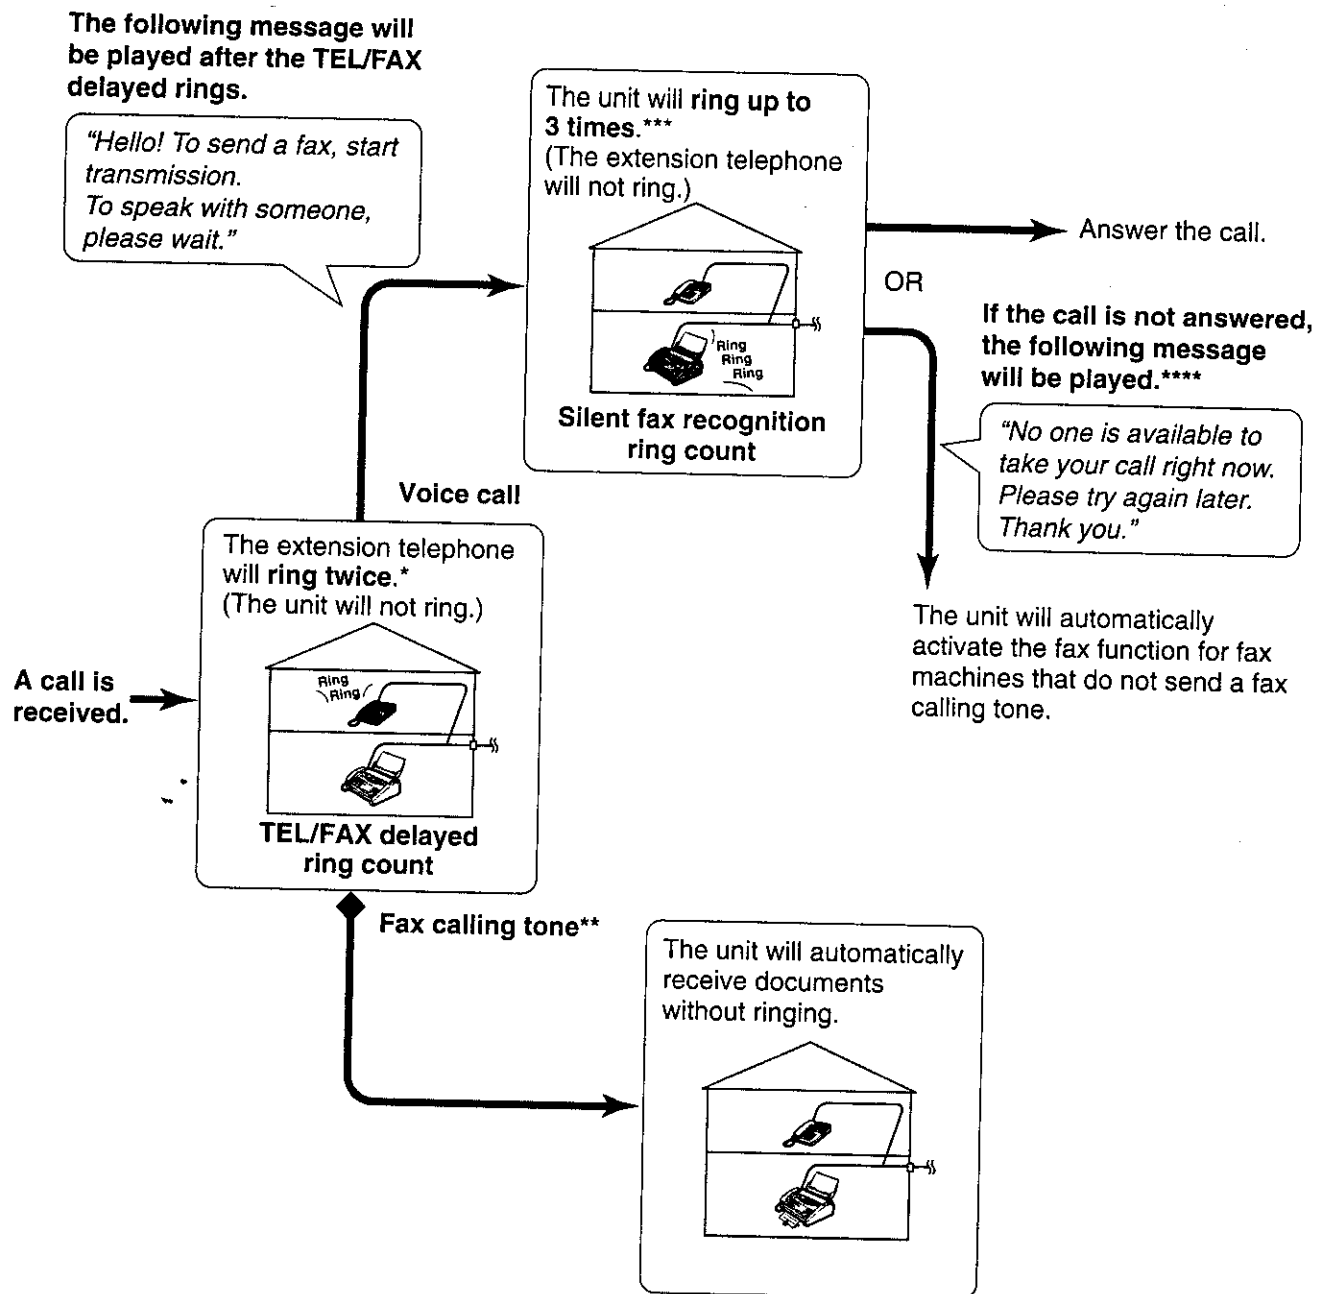 The following message will
be played after the TEL/FAX
delayed rings.
“Hello! To send a fax, start
transmission.
To speak with someone,
please wait.”
The unit will ring up to
3 times.***
(The extension telephone
will not ring.)
Ring
Ring
Ring
Silent fax recognition
ring count
Answer the call.
OR
If the call is not answered,
the following message
will be played.****
“No one is available to
take your call right now.
Please try again later.
Thank you.”
The unit will automatically
activate the fax function for fax
machines that do not send a fax
calling tone.
Voice call
The extension telephone
will ring twice.*
(The unit will not ring.)
Ring
Ring
TEL/FAX delayed
ring count
A call is
received.
Fax calling tone**
The unit will automatically
receive documents
without ringing.